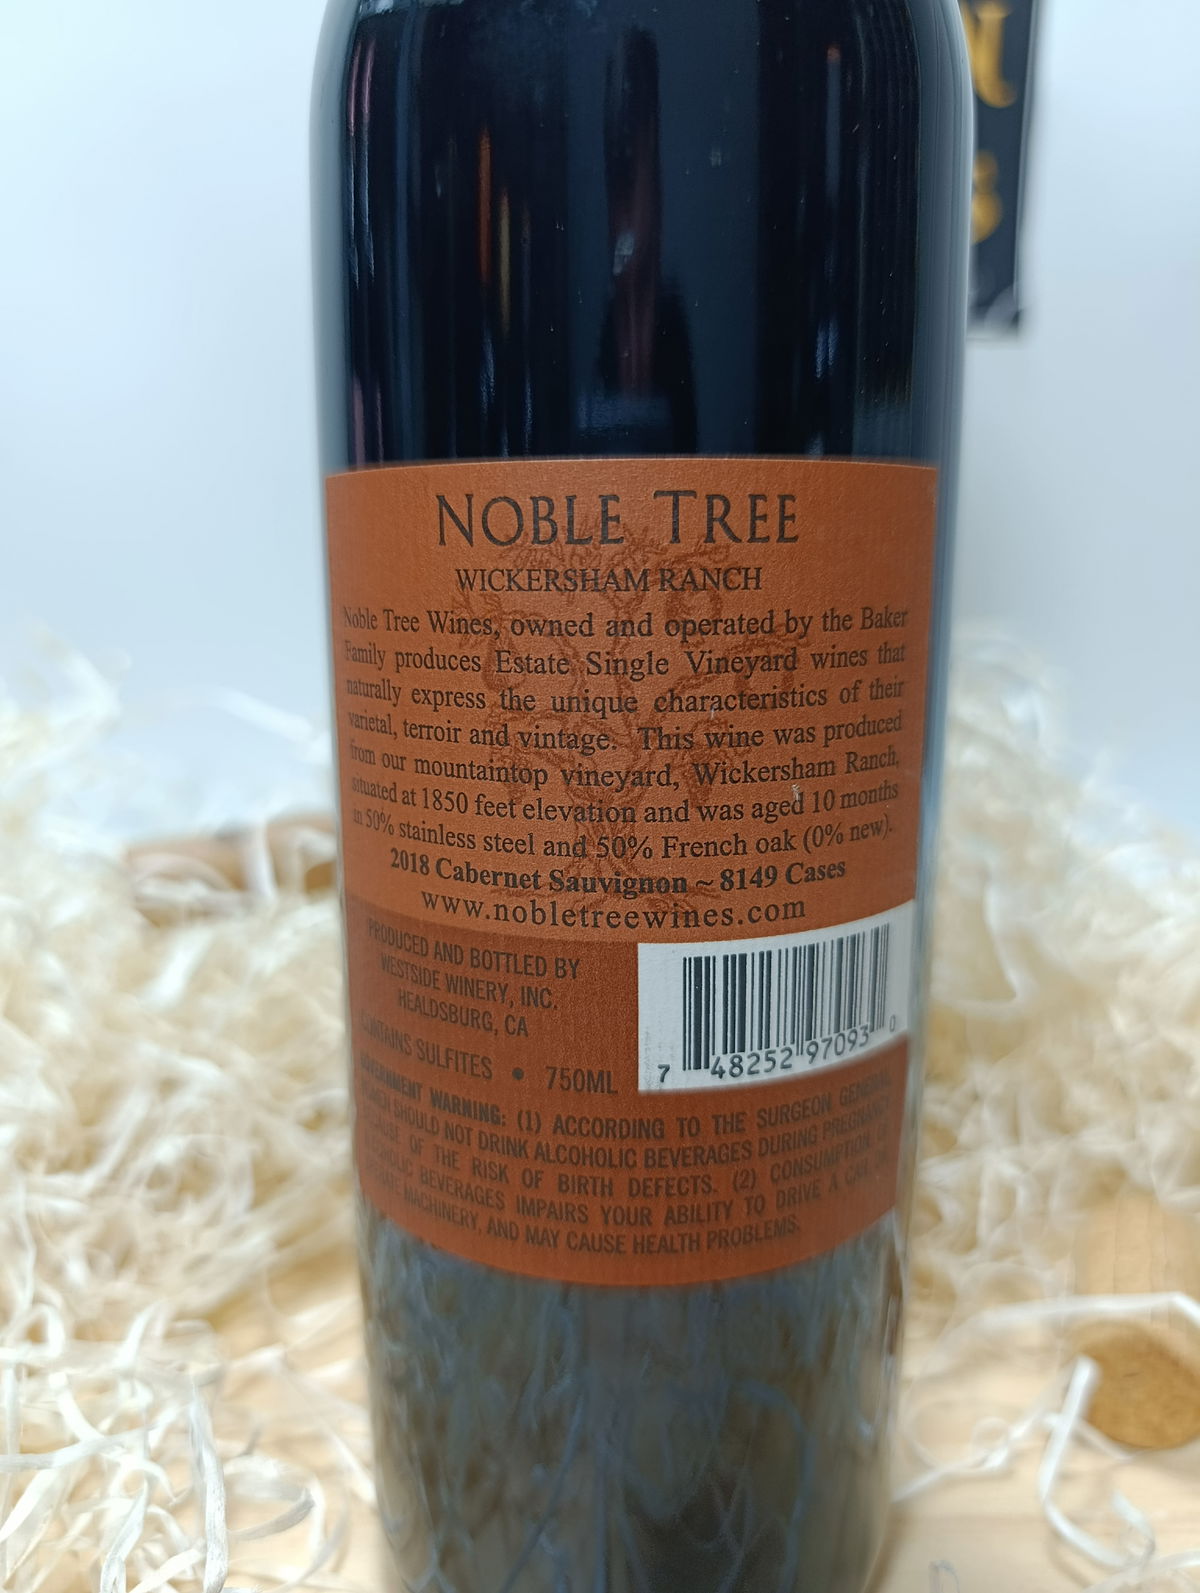 NOBLE TREE
WICKERSHAM RANCH
Noble Tree Wines, owned and operated by the Baker
Family produces Estate Single Vineyard wines that
naturally express the unique characteristics of their
varietal, terroir and vintage. This wine was produced
from our mountaintop vineyard, Wickersham Ranch,
situated at 1850 feet elevation and was aged 10 months
in 50% stainless steel and 50% French oak (0% new).
2018 Cabernet Sauvignon ~ 8149 Cases
www.nobletreewines.com
PRODUCED AND BOTTLED BY
WESTSIDE WINERY, INC.
HEALDSBURG, CA
CONTAINS SULFITES • 750ML
7 48252 97093 0
GOVERNMENT WARNING: (1) ACCORDING TO THE SURGEON GENERAL,
WOMEN SHOULD NOT DRINK ALCOHOLIC BEVERAGES DURING PREGNANCY
BECAUSE OF THE RISK OF BIRTH DEFECTS. (2) CONSUMPTION OF
ALCOHOLIC BEVERAGES IMPAIRS YOUR ABILITY TO DRIVE A CAR OR
OPERATE MACHINERY, AND MAY CAUSE HEALTH PROBLEMS.